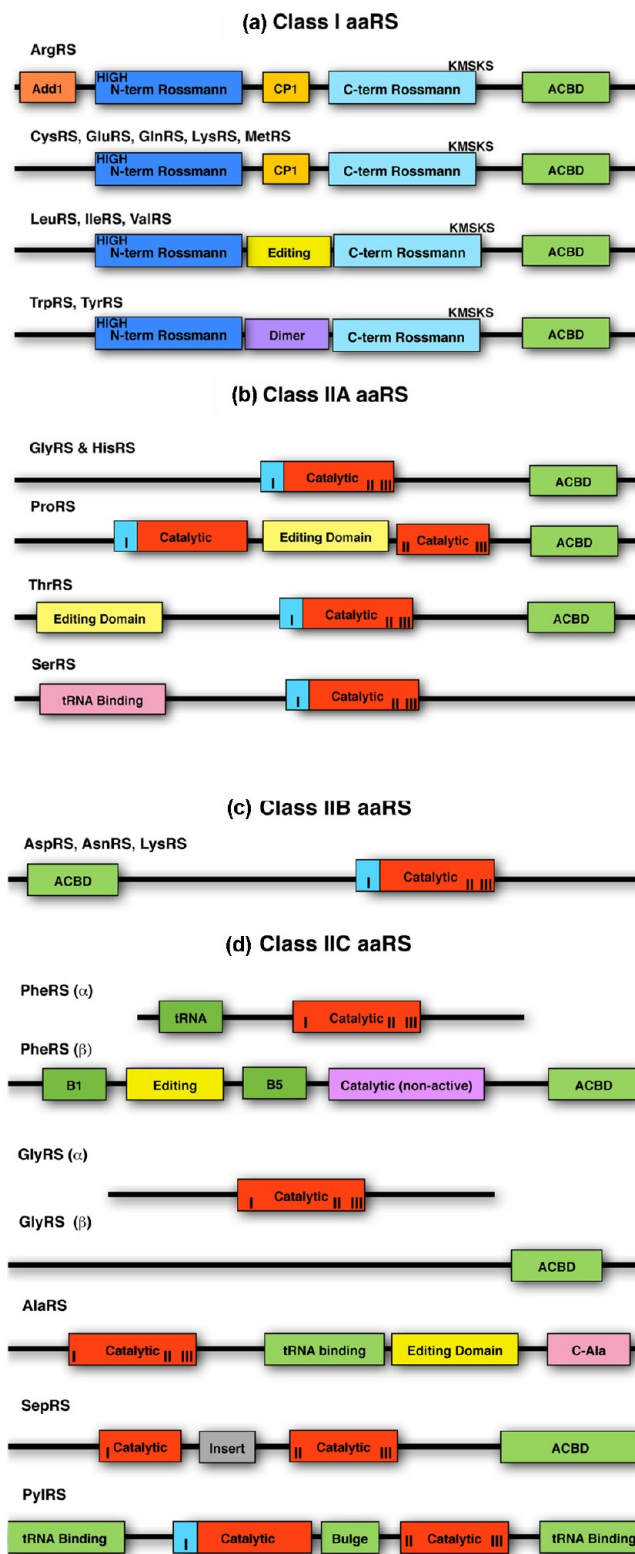 (a) Class I aaRS
ArgRS
HIGH KMSKS
Add1 N-term Rossmann CP1 C-term Rossmann ACBD
CysRS, GluRS, GlnRS, LysRS, MetRS
HIGH
N-term Rossmann CP1 C-term Rossmann ACBD
LeuRS, IleRS, ValRS
HIGH KMSKS
N-term Rossmann Editing C-term Rossmann ACBD
TrpRS, TyrRS
HIGH KMSKS
N-term Rossmann Dimer C-term Rossmann ACBD
(b) Class IIA aaRS
GlyRS & HisRS
I Catalytic II III ACBD
ProRS
I Catalytic Editing Domain II Catalytic III ACBD
ThrRS
Editing Domain I Catalytic II III ACBD
SerRS
tRNA Binding I Catalytic II III
(c) Class IIB aaRS
AspRS, AsnRS, LysRS
ACBD I Catalytic II III
(d) Class IIC aaRS
PheRS (α)
tRNA I Catalytic II III
PheRS (β)
B1 Editing B5 Catalytic (non-active) ACBD
GlyRS (α)
I Catalytic II III
GlyRS (β)
ACBD
AlaRS
I Catalytic II III tRNA binding Editing Domain C-Ala
SepRS
I Catalytic Insert II Catalytic III ACBD
PylRS
tRNA Binding I Catalytic Bulge II Catalytic III tRNA Binding